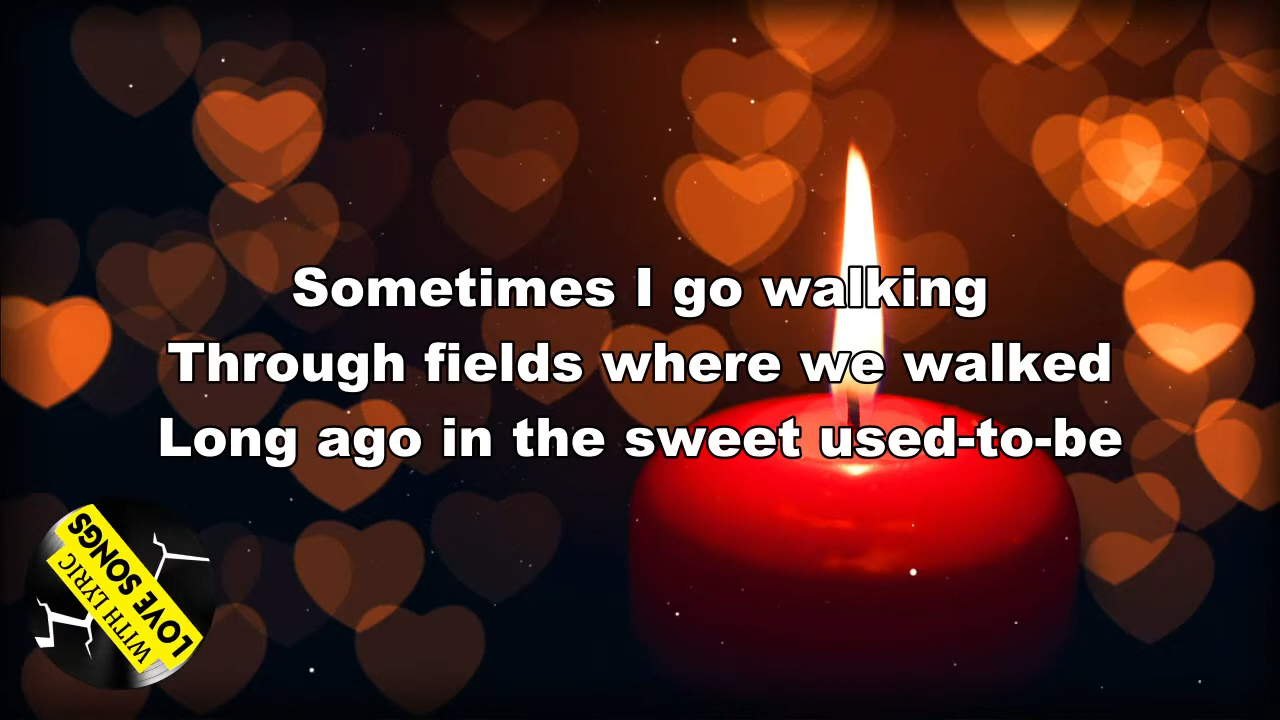 Sometimes I go walking
Through fields where we walked
Long ago in the sweet used-to-be
LOVE SONGS
WITH LYRIC